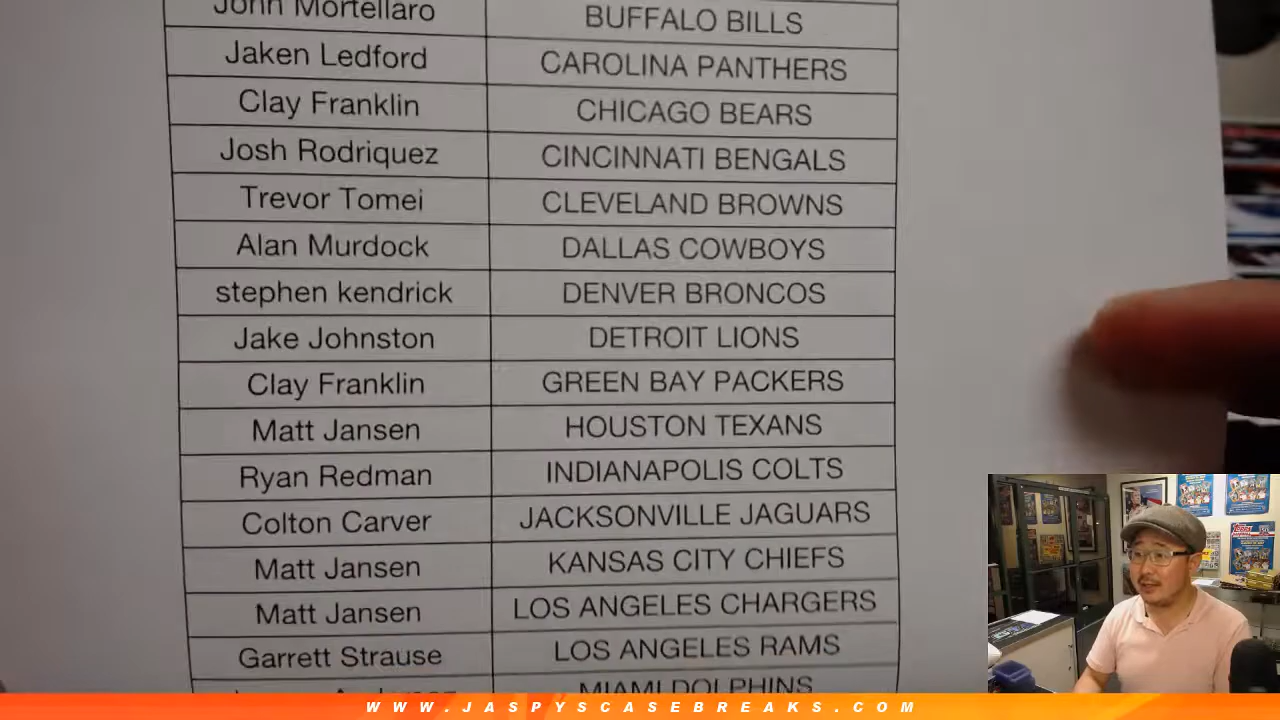 John Mortellaro BUFFALO BILLS
Jaken Ledford CAROLINA PANTHERS
Clay Franklin CHICAGO BEARS
Josh Rodriquez CINCINNATI BENGALS
Trevor Tomei CLEVELAND BROWNS
Alan Murdock DALLAS COWBOYS
stephen kendrick DENVER BRONCOS
Jake Johnston DETROIT LIONS
Clay Franklin GREEN BAY PACKERS
Matt Jansen HOUSTON TEXANS
Ryan Redman INDIANAPOLIS COLTS
Colton Carver JACKSONVILLE JAGUARS
Matt Jansen KANSAS CITY CHIEFS
Matt Jansen LOS ANGELES CHARGERS
Garrett Strause LOS ANGELES RAMS
MIAMI DOLPHINS
WWW.JASPYSCASEBREAKS.COM